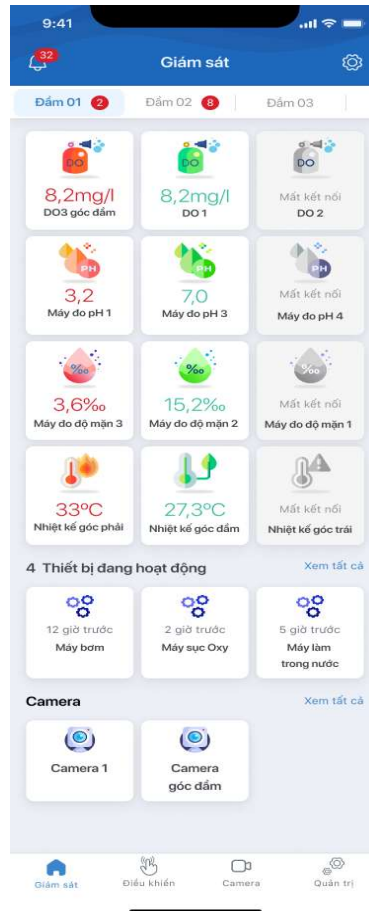 9:41
32
Giám sát
Đầm 01 2 Đầm 02 8 Đầm 03
DO DO DO
8,2mg/l 8,2mg/l Mất kết nối
DO3 góc đầm DO 1 DO 2
PH PH PH
3,2 7,0 Mất kết nối
Máy đo pH 1 Máy đo pH 3 Máy đo pH 4
‰ ‰ ‰
3,6‰ 15,2‰ Mất kết nối
Máy đo độ mặn 3 Máy đo độ mặn 2 Máy đo độ mặn 1
33ºC 27,3ºC Mất kết nối
Nhiệt kế góc phải Nhiệt kế góc đầm Nhiệt kế góc trái
4 Thiết bị đang hoạt động Xem tất cả
12 giờ trước 2 giờ trước 5 giờ trước
Máy bơm Máy sục Oxy Máy làm
trong nước
Camera Xem tất cả
Camera 1 Camera
góc đầm
Giám sát Điều khiển Camera Quản trị